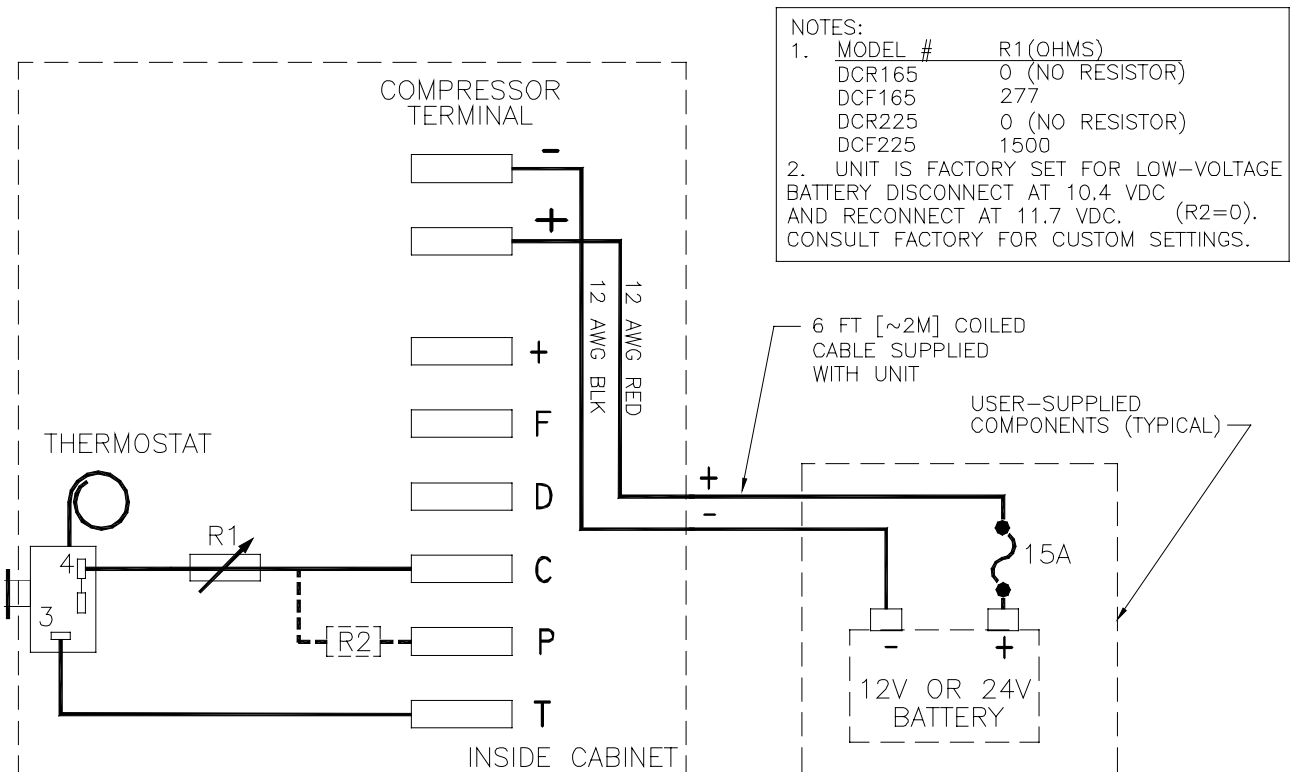 NOTES:
1. MODEL # R1(OHMS)
DCR165 0 (NO RESISTOR)
DCF165 277
DCR225 0 (NO RESISTOR)
DCF225 1500
2. UNIT IS FACTORY SET FOR LOW-VOLTAGE
BATTERY DISCONNECT AT 10.4 VDC
AND RECONNECT AT 11.7 VDC. (R2=0).
CONSULT FACTORY FOR CUSTOM SETTINGS.
COMPRESSOR
TERMINAL
-
+
12 AWG BLK
12 AWG RED
+
F
D
C
P
T
THERMOSTAT
4
3
R1
R2
INSIDE CABINET
6 FT [~2M] COILED
CABLE SUPPLIED
WITH UNIT
USER-SUPPLIED
COMPONENTS (TYPICAL)
+
-
15A
- +
12V OR 24V
BATTERY